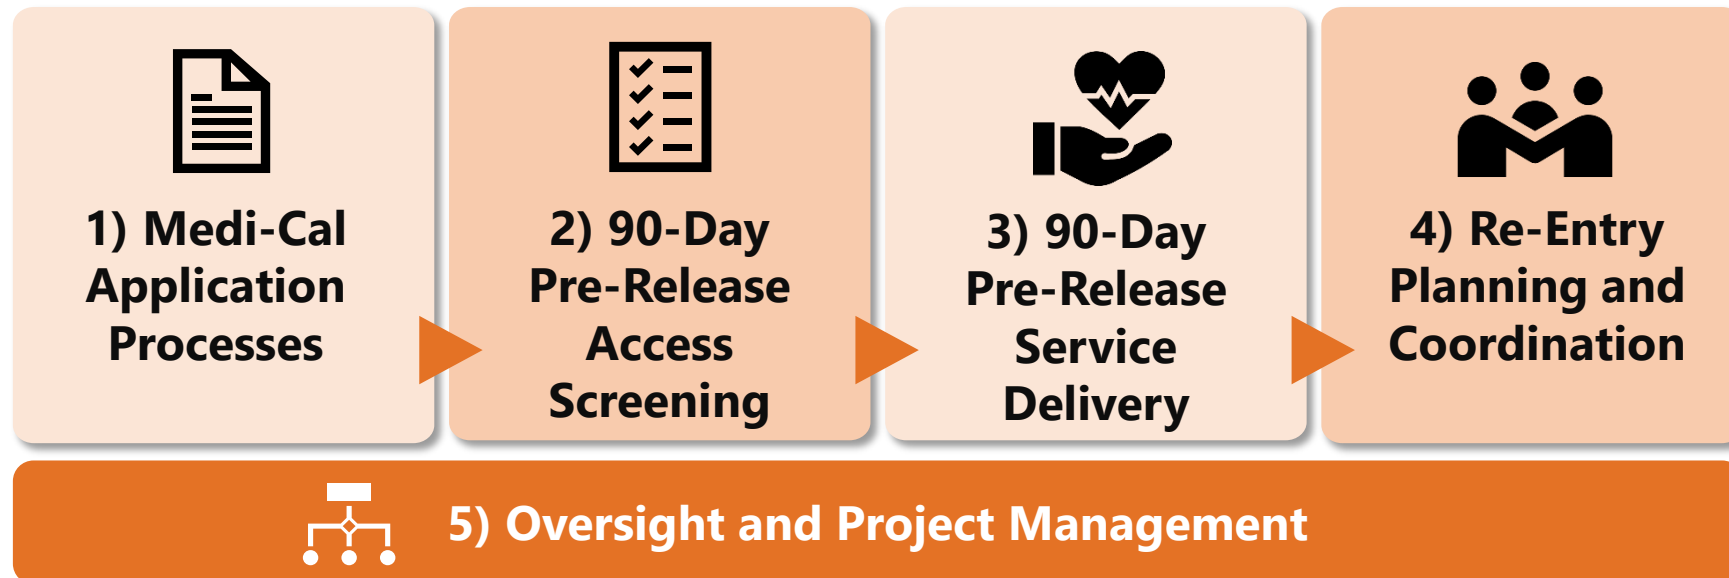 1) Medi-Cal
Application
Processes
2) 90-Day
Pre-Release
Access
Screening
3) 90-Day
Pre-Release
Service
Delivery
4) Re-Entry
Planning and
Coordination
5) Oversight and Project Management